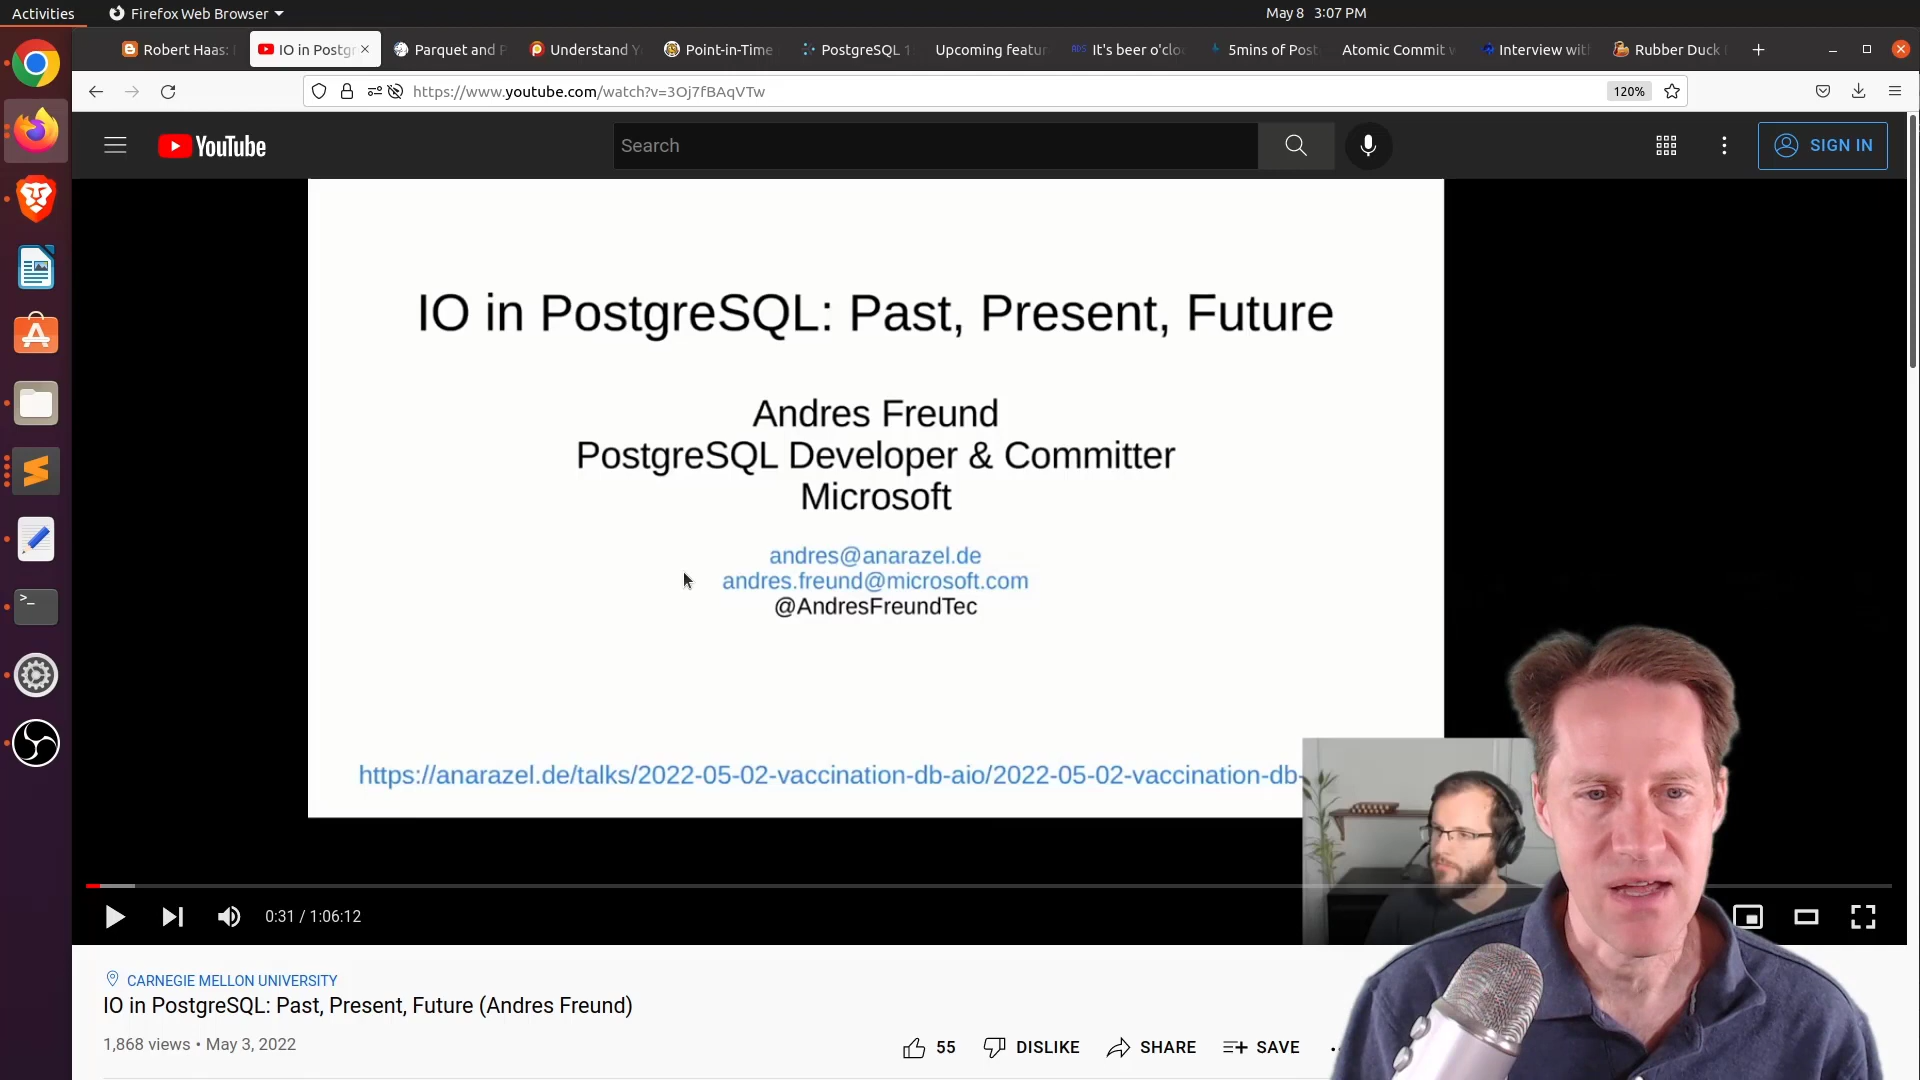 Activities
Firefox Web Browser
May 8 3:07 PM
Robert Haas:
IO in Postgr
Parquet and P
Understand Y
Point-in-Time
PostgreSQL 1
Upcoming featur
It's beer o'clo
5mins of Post
Atomic Commit w
Interview with
Rubber Duck
https://www.youtube.com/watch?v=3Oj7fBAqVTw
120%
YouTube
Search
SIGN IN
IO in PostgreSQL: Past, Present, Future
Andres Freund
PostgreSQL Developer & Committer
Microsoft
andres@anarazel.de
andres.freund@microsoft.com
@AndresFreundTec
https://anarazel.de/talks/2022-05-02-vaccination-db-aio/2022-05-02-vaccination-db-
0:31 / 1:06:12
CARNEGIE MELLON UNIVERSITY
IO in PostgreSQL: Past, Present, Future (Andres Freund)
1,868 views • May 3, 2022
55
DISLIKE
SHARE
SAVE